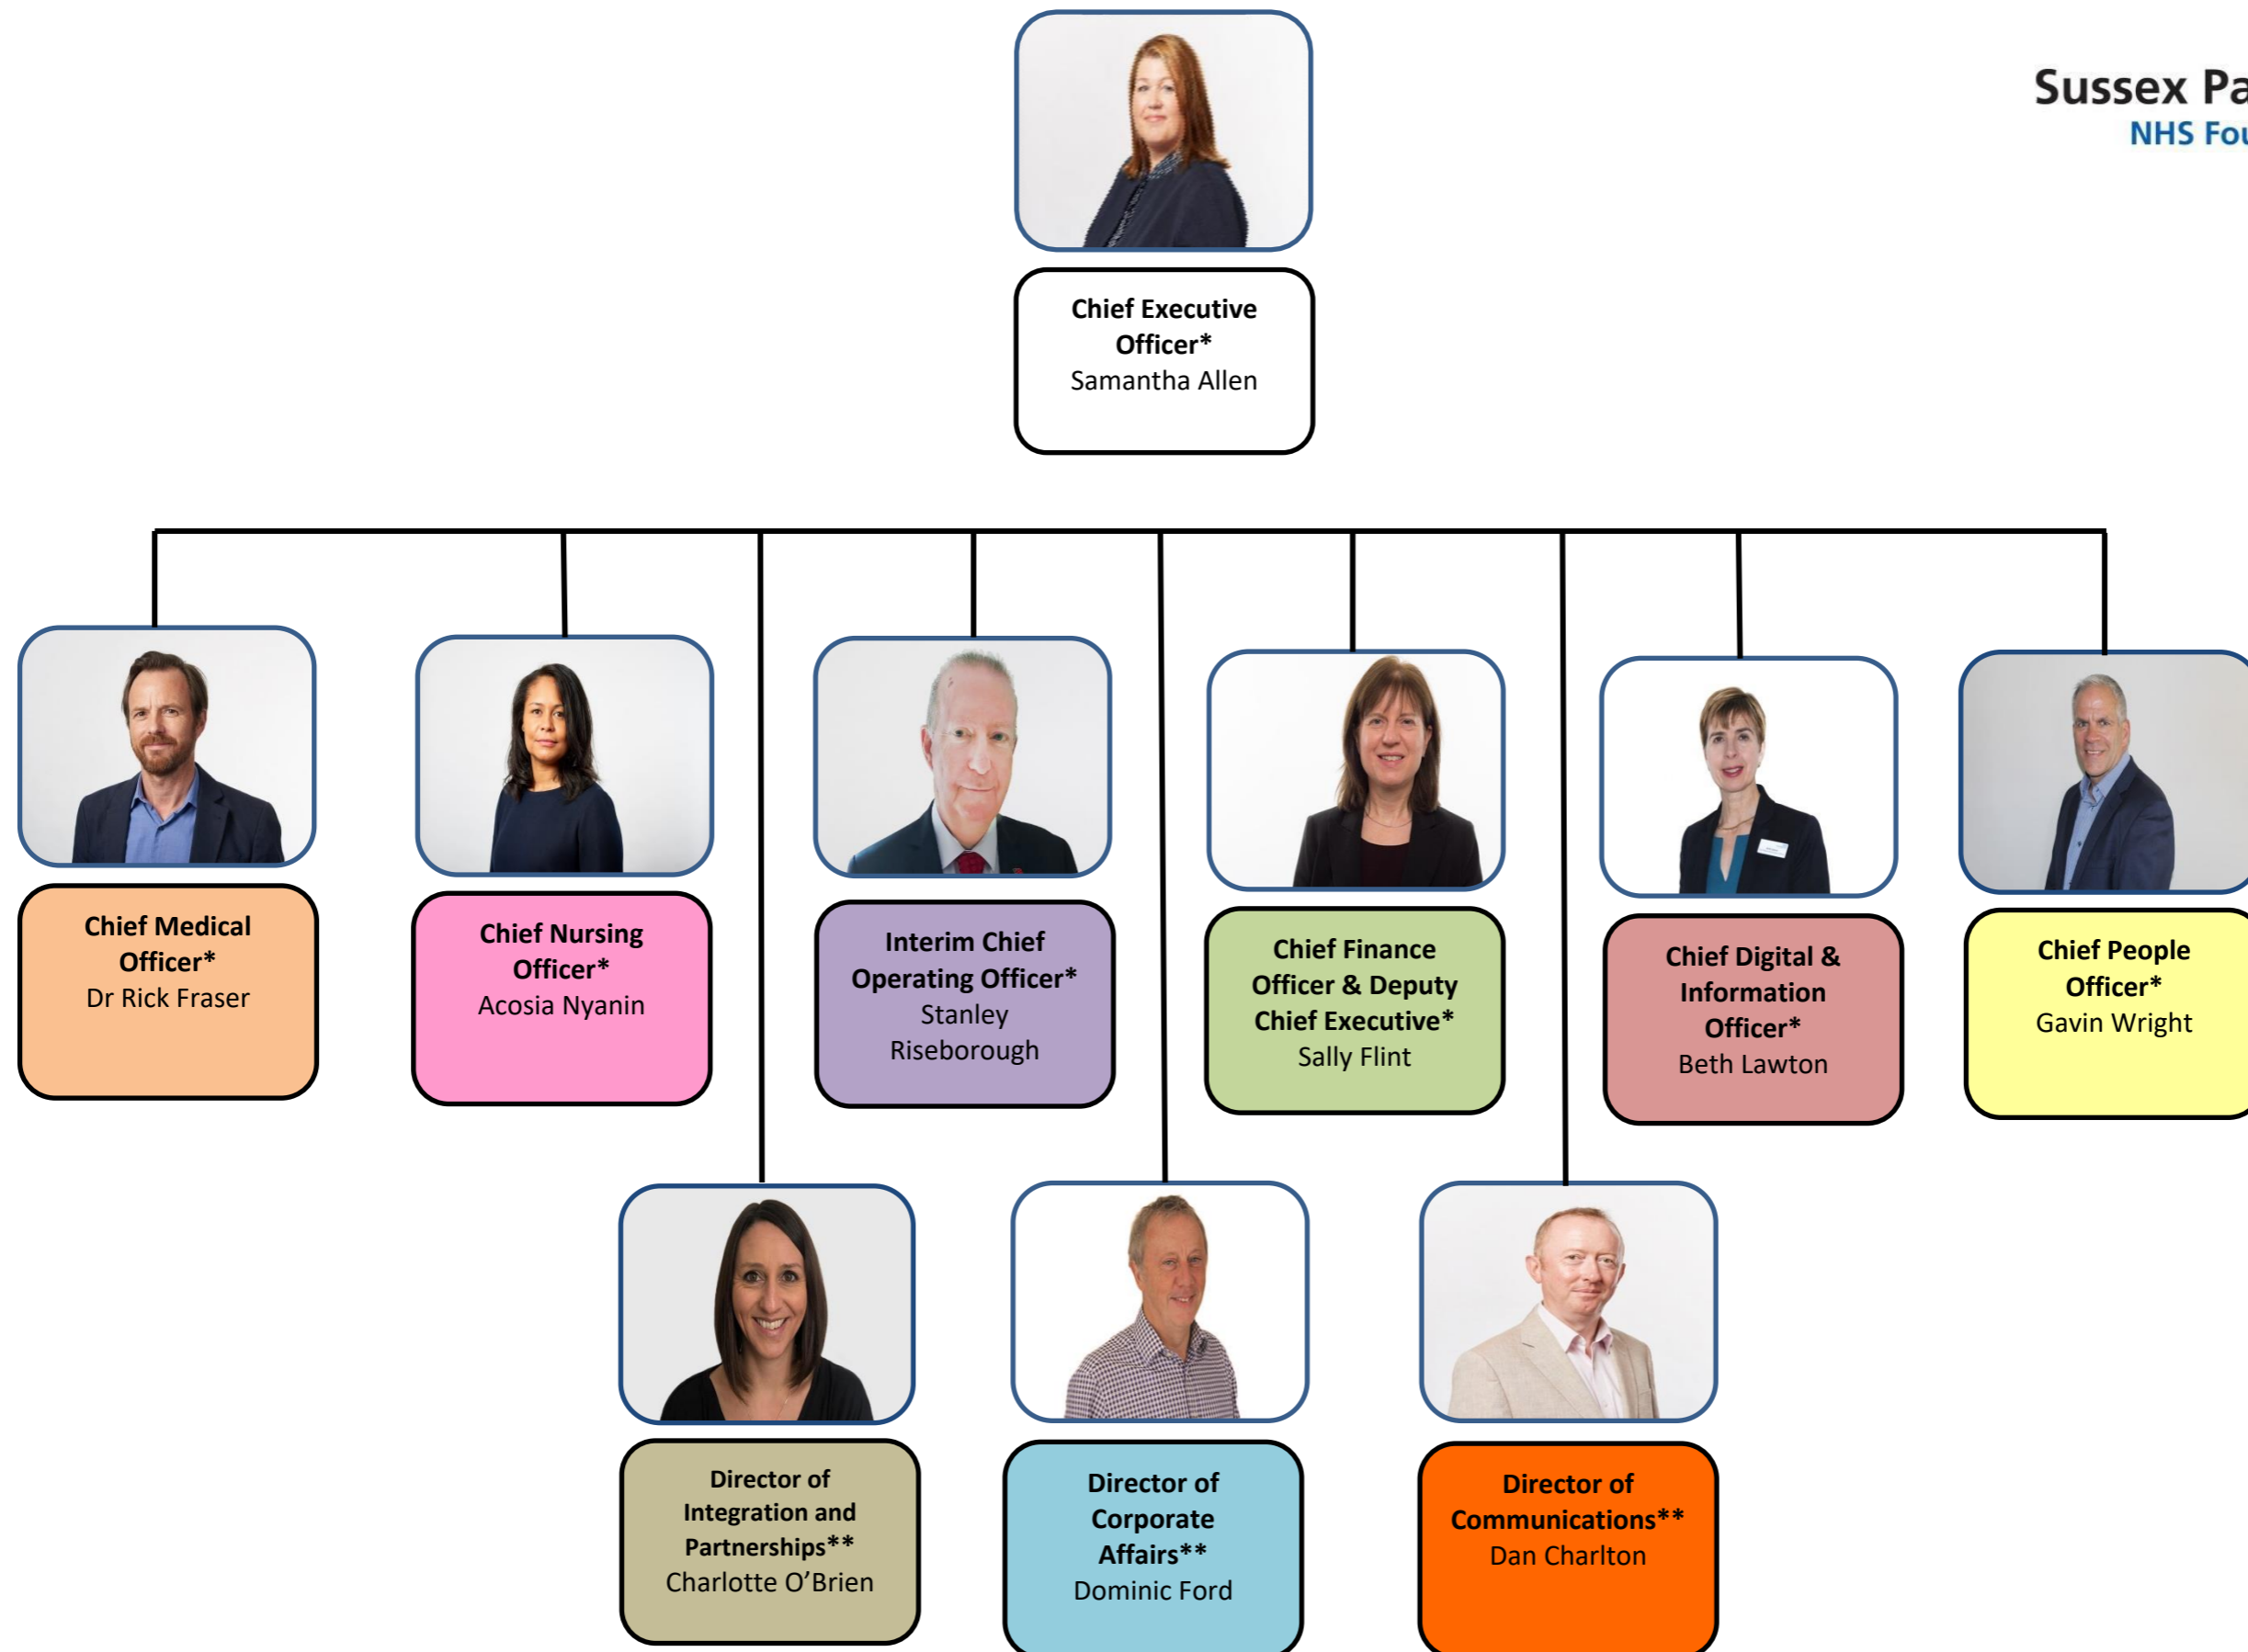 Sussex Pa
NHS Fou
Chief Executive
Officer*
Samantha Allen
Chief Medical
Officer*
Dr Rick Fraser
Chief Nursing
Officer*
Acosia Nyanin
Interim Chief
Operating Officer*
Stanley
Riseborough
Chief Finance
Officer & Deputy
Chief Executive*
Sally Flint
Chief Digital &
Information
Officer*
Beth Lawton
Chief People
Officer*
Gavin Wright
Director of
Integration and
Partnerships**
Charlotte O’Brien
Director of
Corporate
Affairs**
Dominic Ford
Director of
Communications**
Dan Charlton